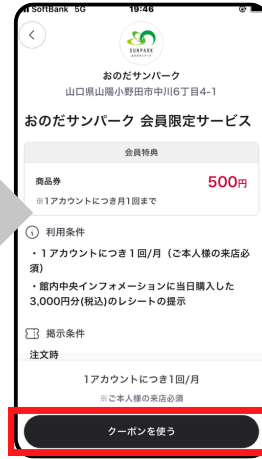 SoftBank 5G 19:46
SUNPARK
おのだサンパーク
山口県山陽小野田市中川6丁目4-1
おのだサンパーク 会員限定サービス
会員特典
商品券 500円
※1アカウントにつき月1回まで
利用条件
・１アカウントにつき１回/月（ご本人様の来店必
須）
・館内中央インフォメーションに当日購入した
3,000円分(税込)のレシートの提示
掲示条件
注文時
1アカウントにつき1回/月
※ご本人様の来店必須
クーポンを使う